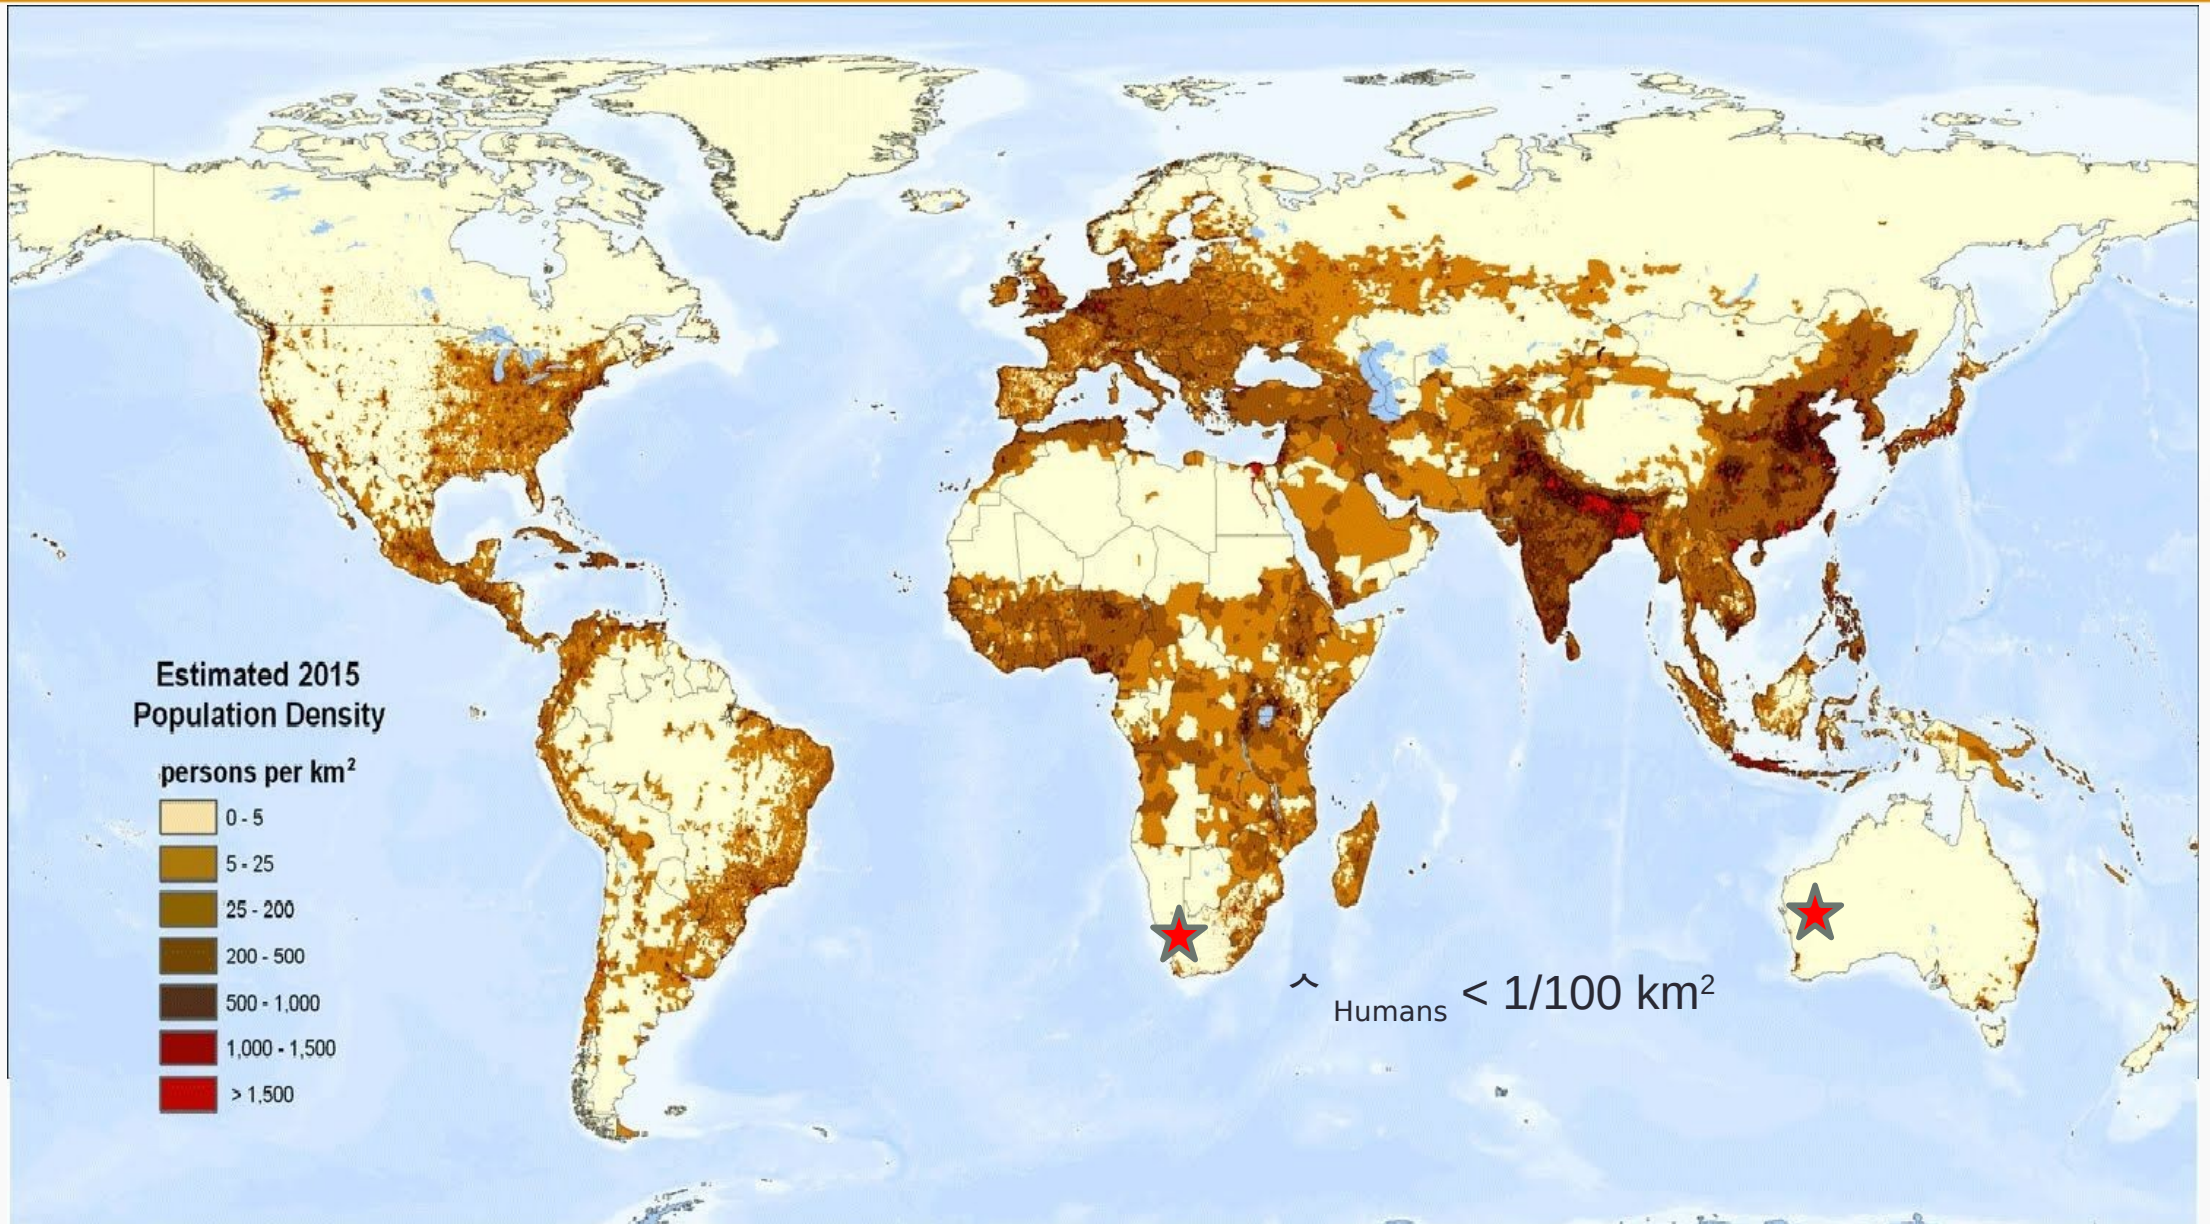 Estimated 2015
Population Density
persons per km²
0 - 5
5 - 25
25 - 200
200 - 500
500 - 1,000
1,000 - 1,500
> 1,500
^ Humans < 1/100 km²